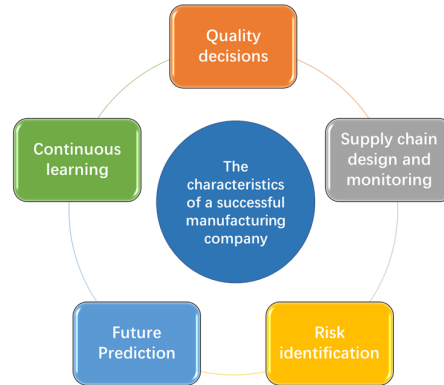 Quality
decisions
Supply chain
design and
monitoring
Risk
identification
Future
Prediction
Continuous
learning
The
characteristics
of a successful
manufacturing
company